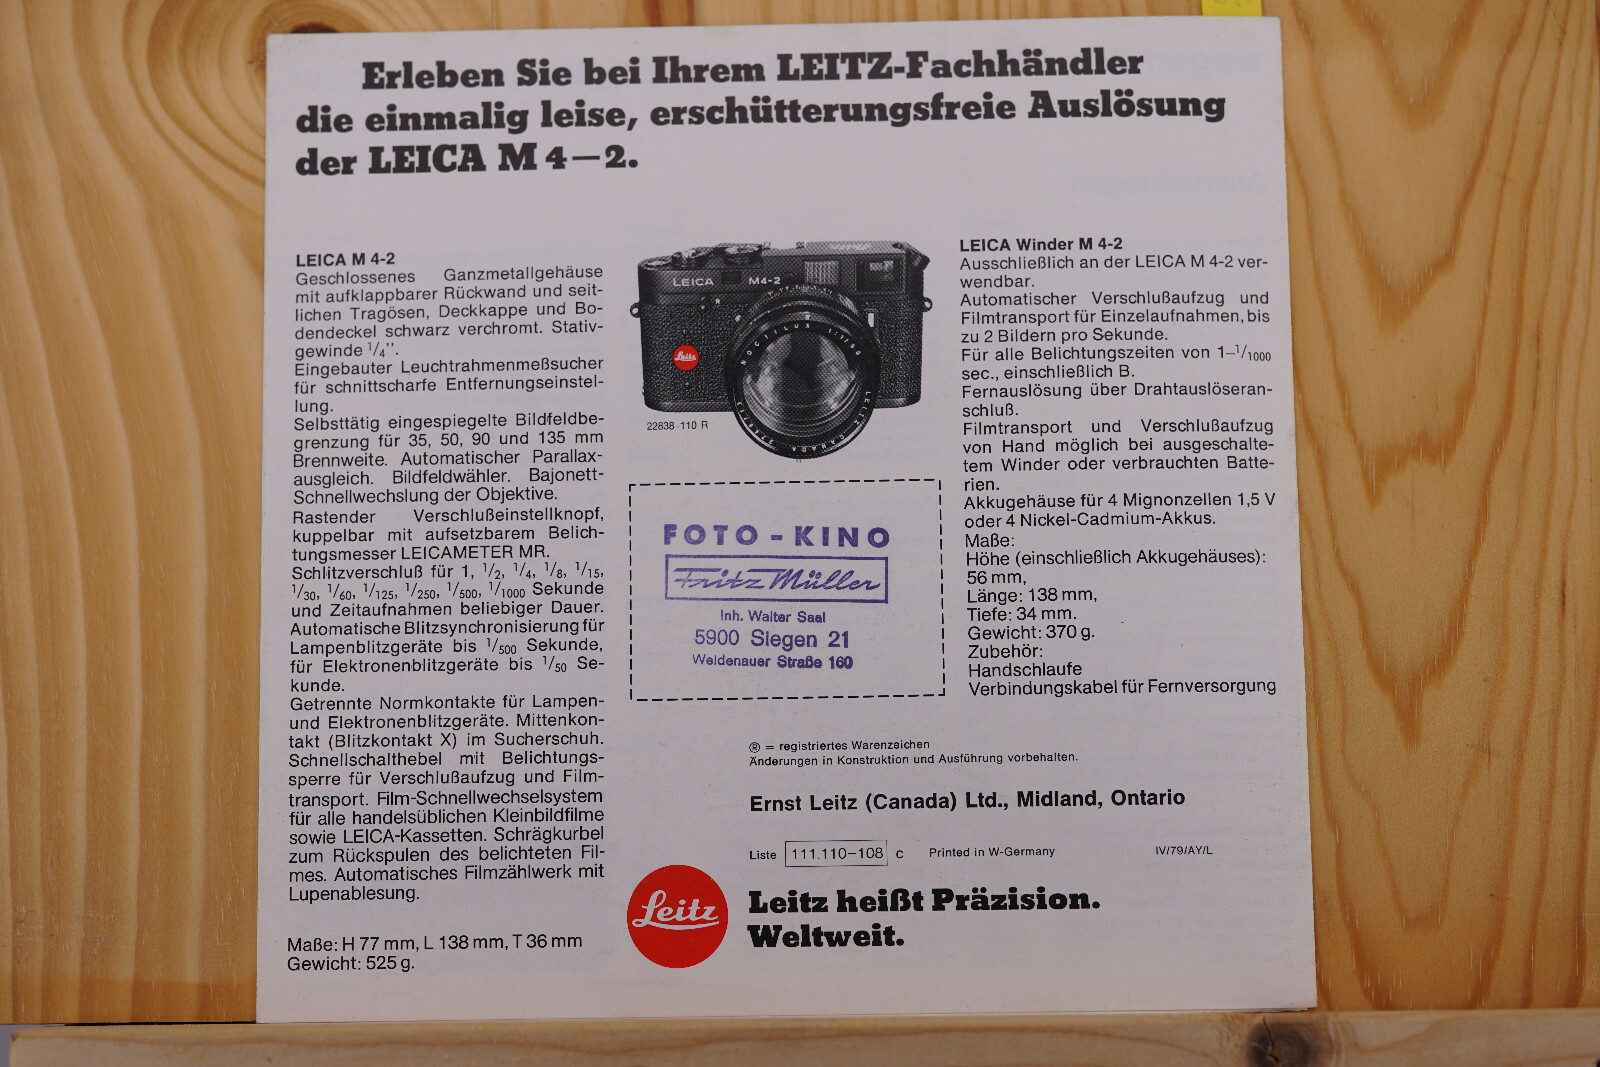 Erleben Sie bei Ihrem LEITZ-Fachhändler
die einmalig leise, erschütterungsfreie Auslösung
der LEICA M 4–2.
LEICA M 4-2
Geschlossenes Ganzmetallgehäuse
mit aufklappbarer Rückwand und seit-
lichen Tragösen, Deckkappe und Bo-
dendeckel schwarz verchromt. Stativ-
gewinde 1/4".
Eingebauter Leuchtrahmenmeßsucher
für schnittscharfe Entfernungseinstel-
lung.
Selbsttätig eingespiegelte Bildfeldbe-
grenzung für 35, 50, 90 und 135 mm
Brennweite. Automatischer Parallax-
ausgleich. Bildfeldwähler. Bajonett-
Schnellwechslung der Objektive.
Rastender Verschlußeinstellknopf,
kuppelbar mit aufsetzbarem Belich-
tungsmesser LEICAMETER MR.
Schlitzverschluß für 1, 1/2, 1/4, 1/8, 1/15,
1/30, 1/60, 1/125, 1/250, 1/500, 1/1000 Sekunde
und Zeitaufnahmen beliebiger Dauer.
Automatische Blitzsynchronisierung für
Lampenblitzgeräte bis 1/500 Sekunde,
für Elektronenblitzgeräte bis 1/50 Se-
kunde.
Getrennte Normkontakte für Lampen-
und Elektronenblitzgeräte. Mittenkon-
takt (Blitzkontakt X) im Sucherschuh.
Schnellschalthebel mit Belichtungs-
sperre für Verschlußaufzug und Film-
transport. Film-Schnellwechselsystem
für alle handelsüblichen Kleinbildfilme
sowie LEICA-Kassetten. Schrägkurbel
zum Rückspulen des belichteten Fil-
mes. Automatisches Filmzählwerk mit
Lupenablesung.
Maße: H 77 mm, L 138 mm, T 36 mm
Gewicht: 525 g.
LEICA M4-2
Leitz
NOCTILUX 1:1/50
LEITZ CANADA
22838-110 R
FOTO - KINO
Fritz Müller
Inh. Walter Saal
5900 Siegen 21
Weidenauer Straße 160
LEICA Winder M 4-2
Ausschließlich an der LEICA M 4-2 ver-
wendbar.
Automatischer Verschlußaufzug und
Filmtransport für Einzelaufnahmen, bis
zu 2 Bildern pro Sekunde.
Für alle Belichtungszeiten von 1–1/1000
sec., einschließlich B.
Fernauslösung über Drahtauslöseran-
schluß.
Filmtransport und Verschlußaufzug
von Hand möglich bei ausgeschalte-
tem Winder oder verbrauchten Batte-
rien.
Akkugehäuse für 4 Mignonzellen 1,5 V
oder 4 Nickel-Cadmium-Akkus.
Maße:
Höhe (einschließlich Akkugehäuses):
56 mm,
Länge: 138 mm,
Tiefe: 34 mm.
Gewicht: 370 g.
Zubehör:
Handschlaufe
Verbindungskabel für Fernversorgung
® = registriertes Warenzeichen
Änderungen in Konstruktion und Ausführung vorbehalten.
Ernst Leitz (Canada) Ltd., Midland, Ontario
Liste 111.110–108 c Printed in W-Germany IV/79/AY/L
Leitz
Leitz heißt Präzision.
Weltweit.